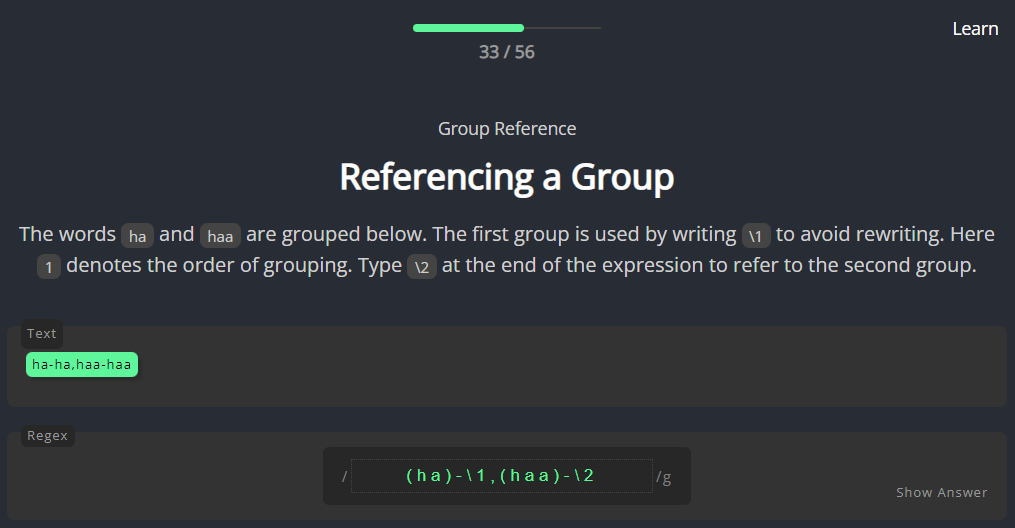 Learn
33 / 56
Group Reference
Referencing a Group
The words ha and haa are grouped below. The first group is used by writing \1 to avoid rewriting. Here
1 denotes the order of grouping. Type \2 at the end of the expression to refer to the second group.
Text
ha-ha,haa-haa
Regex
/ (ha)-\1,(haa)-\2 /g
Show Answer